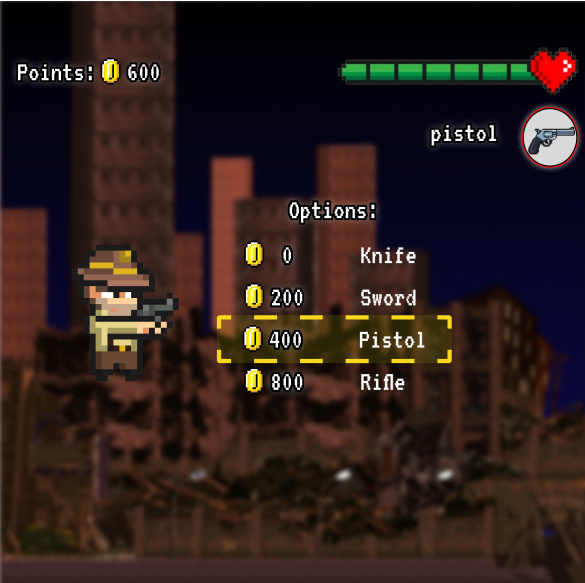 Points: 600
pistol
Options:
0 Knife
200 Sword
400 Pistol
800 Rifle